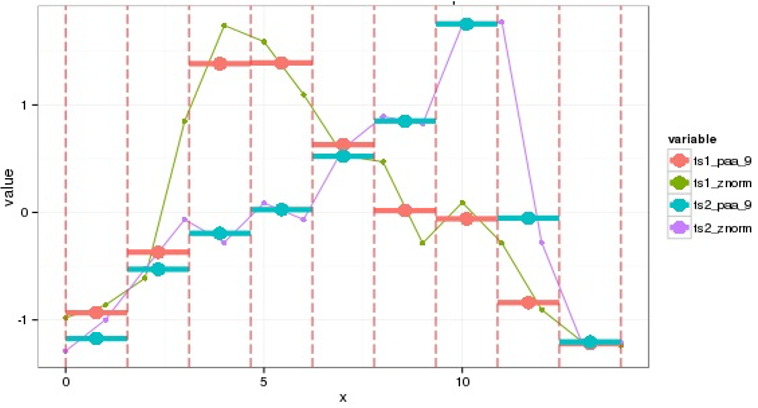 value
1
0
-1
0
5
10
x
variable
ts1_paa_9
ts1_znorm
ts2_paa_9
ts2_znorm